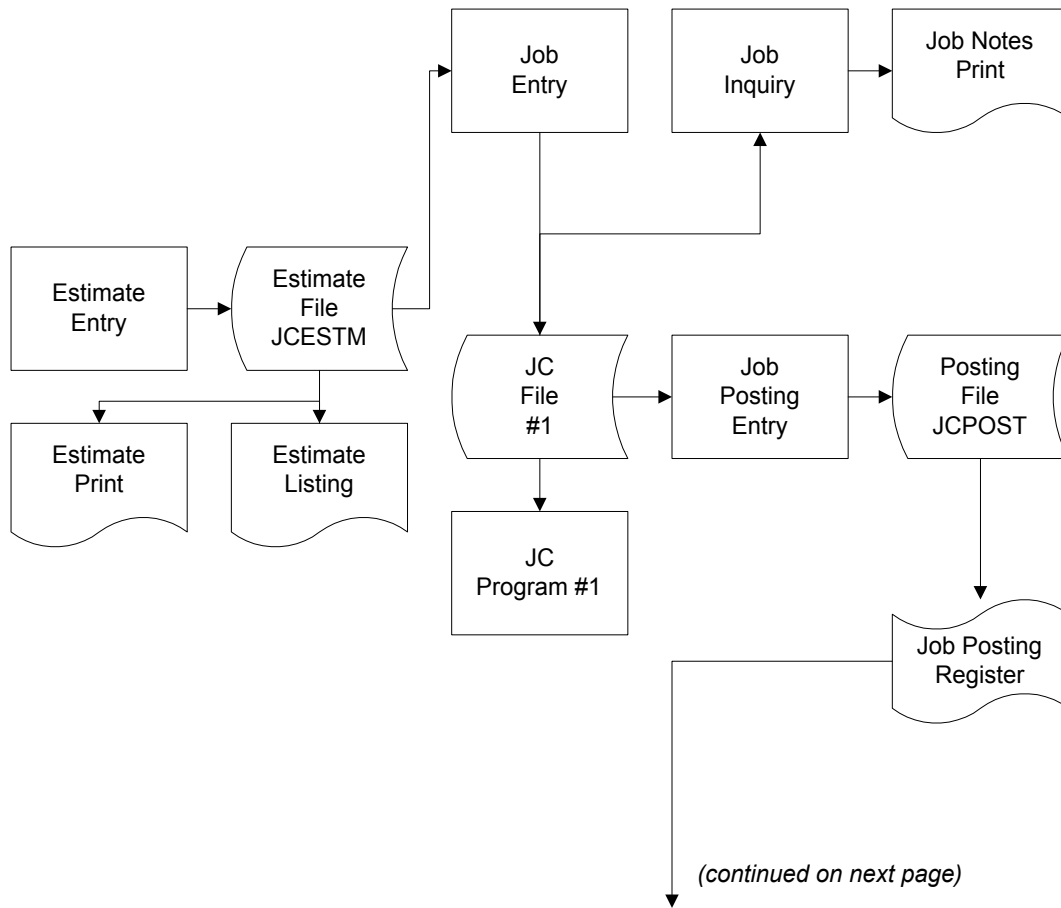 Job
Entry
Job
Inquiry
Job Notes
Print
Estimate
Entry
Estimate
File
JCESTM
JC
File
#1
Job
Posting
Entry
Posting
File
JCPOST
Estimate
Print
Estimate
Listing
JC
Program #1
Job Posting
Register
(continued on next page)